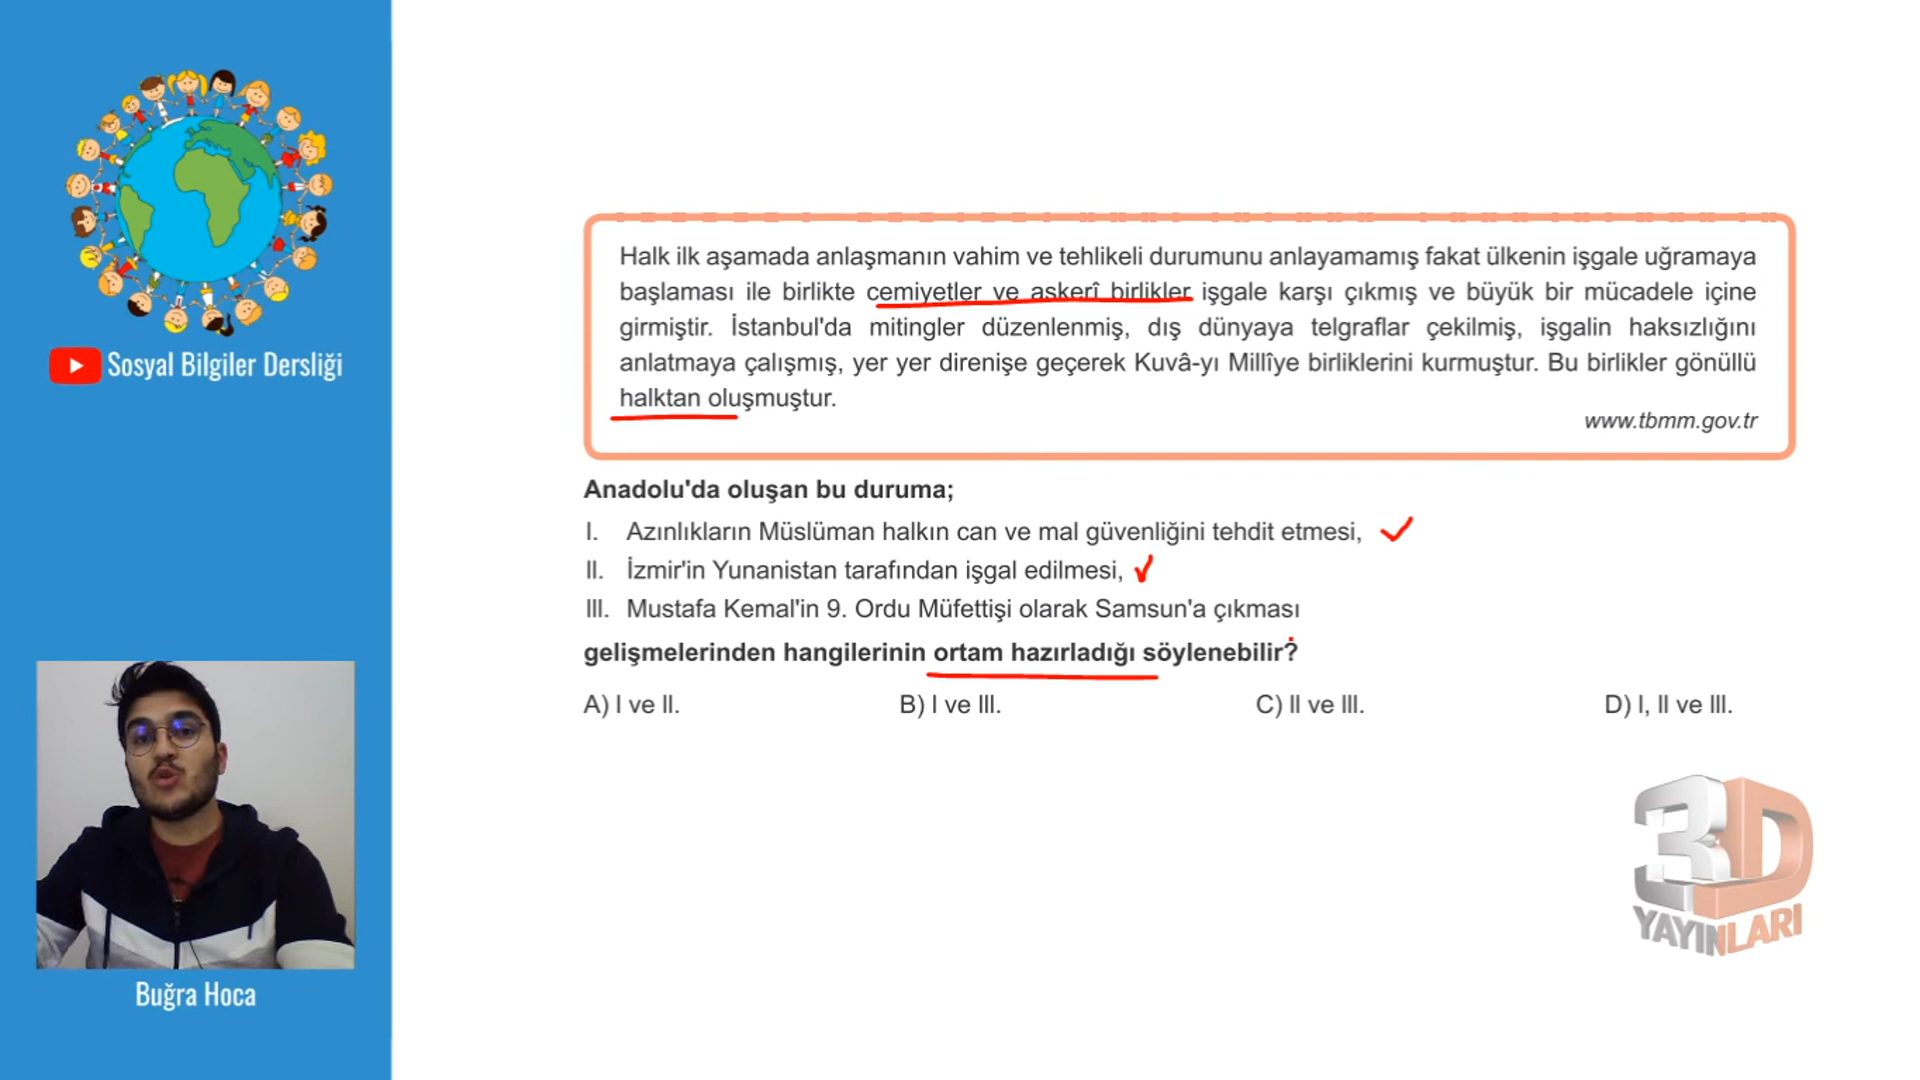 Sosyal Bilgiler Dersliği
Buğra Hoca
Halk ilk aşamada anlaşmanın vahim ve tehlikeli durumunu anlayamamış fakat ülkenin işgale uğramaya
başlaması ile birlikte cemiyetler ve askerî birlikler işgale karşı çıkmış ve büyük bir mücadele içine
girmiştir. İstanbul'da mitingler düzenlenmiş, dış dünyaya telgraflar çekilmiş, işgalin haksızlığını
anlatmaya çalışmış, yer yer direnişe geçerek Kuvâ-yı Millîye birliklerini kurmuştur. Bu birlikler gönüllü
halktan oluşmuştur.
www.tbmm.gov.tr
Anadolu'da oluşan bu duruma;
I. Azınlıkların Müslüman halkın can ve mal güvenliğini tehdit etmesi,
II. İzmir'in Yunanistan tarafından işgal edilmesi,
III. Mustafa Kemal'in 9. Ordu Müfettişi olarak Samsun'a çıkması
gelişmelerinden hangilerinin ortam hazırladığı söylenebilir?
A) I ve II. B) I ve III. C) II ve III. D) I, II ve III.
3D
YAYINLARI